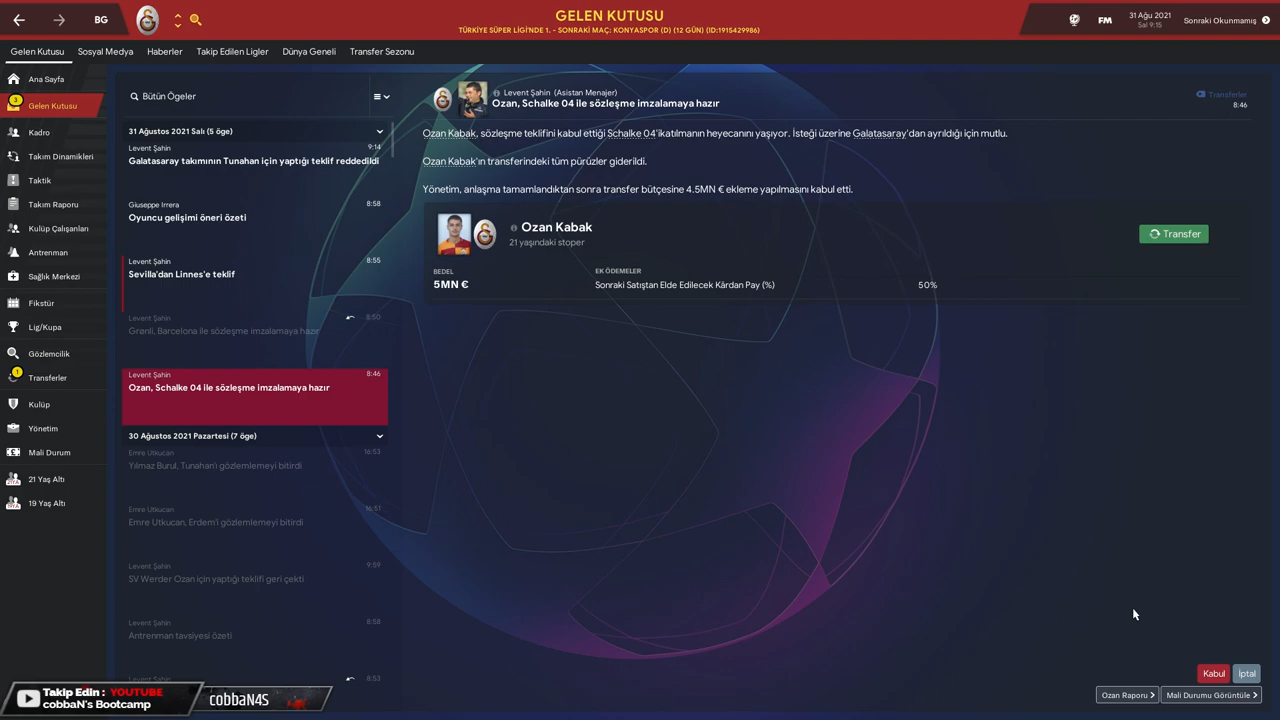 BG
GELEN KUTUSU
TÜRKİYE SÜPER LİGİ'NDE 1. - SONRAKİ MAÇ: KONYASPOR (D) (12 GÜN) (ID:1915429986)
FM
31 Ağu 2021
Sal 9:15
Sonraki Okunmamış
Gelen Kutusu
Sosyal Medya
Haberler
Takip Edilen Ligler
Dünya Geneli
Transfer Sezonu
Ana Sayfa
3
Gelen Kutusu
Kadro
Takım Dinamikleri
Taktik
Takım Raporu
Kulüp Çalışanları
Antrenman
Sağlık Merkezi
Fikstür
Lig/Kupa
Gözlemcilik
1
Transferler
Kulüp
Yönetim
Mali Durum
21 Yaş Altı
19 Yaş Altı
Bütün Ögeler
31 Ağustos 2021 Salı (5 öge)
Levent Şahin 9:14
Galatasaray takımının Tunahan için yaptığı teklif reddedildi
Giuseppe Irrera 8:58
Oyuncu gelişimi öneri özeti
Levent Şahin 8:55
Sevilla'dan Linnes'e teklif
Levent Şahin 8:50
Grønli, Barcelona ile sözleşme imzalamaya hazır
Levent Şahin 8:46
Ozan, Schalke 04 ile sözleşme imzalamaya hazır
30 Ağustos 2021 Pazartesi (7 öge)
Emre Utkucan 16:53
Yılmaz Burul, Tunahan'ı gözlemlemeyi bitirdi
Emre Utkucan 16:51
Emre Utkucan, Erdem'i gözlemlemeyi bitirdi
Levent Şahin 9:59
SV Werder Ozan için yaptığı teklifi geri çekti
Levent Şahin 8:58
Antrenman tavsiyesi özeti
Levent Şahin 8:53
Levent Şahin (Asistan Menajer)
Ozan, Schalke 04 ile sözleşme imzalamaya hazır
Transferler
8:46
Ozan Kabak, sözleşme teklifini kabul ettiği Schalke 04'ikatılmanın heyecanını yaşıyor. İsteği üzerine Galatasaray'dan ayrıldığı için mutlu.
Ozan Kabak'ın transferindeki tüm pürüzler giderildi.
Yönetim, anlaşma tamamlandıktan sonra transfer bütçesine 4.5MN € ekleme yapılmasını kabul etti.
Ozan Kabak
21 yaşındaki stoper
Transfer
BEDEL
5MN €
EK ÖDEMELER
Sonraki Satıştan Elde Edilecek Kârdan Pay (%) 50%
Kabul
İptal
Ozan Raporu
Mali Durumu Görüntüle
Takip Edin : YOUTUBE
cobbaN's Bootcamp
cobbaN4S